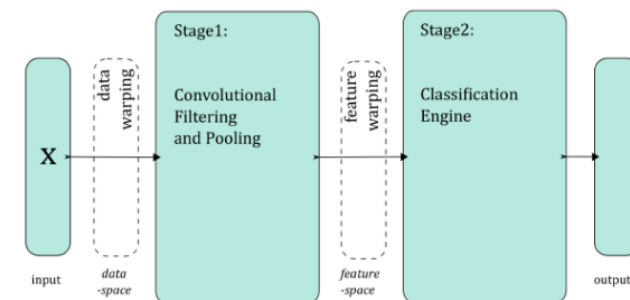 Stage1:
Convolutional
Filtering
and Pooling
Stage2:
Classification
Engine
data
warping
feature
warping
X
input
data
-space
feature
-space
output